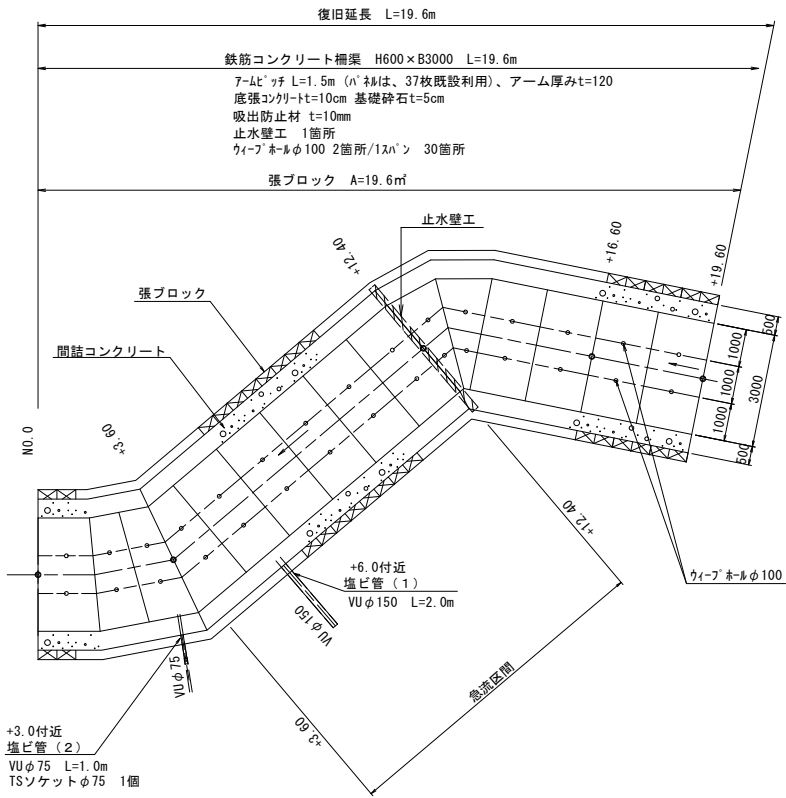 復旧延長 L=19.6m
鉄筋コンクリート柵渠 H600×B3000 L=19.6m
アームピッチ L=1.5m (パネルは、37枚既設利用)、アーム厚みt=120
底張コンクリートt=10cm 基礎砕石t=5cm
吸出防止材 t=10mm
止水壁工 1箇所
ウィープホールφ100 2箇所/1スパン 30箇所
張ブロック A=19.6㎡
止水壁工
+12.40
+16.60
+19.60
張ブロック
間詰コンクリート
500
1000
1000
3000
1000
500
NO.0
+3.60
+12.40
+6.0付近
塩ビ管(1)
VUφ150 L=2.0m
ウィープホールφ100
VUφ150
VUφ75
急流区間
+3.60
+3.0付近
塩ビ管(2)
VUφ75 L=1.0m
TSソケットφ75 1個